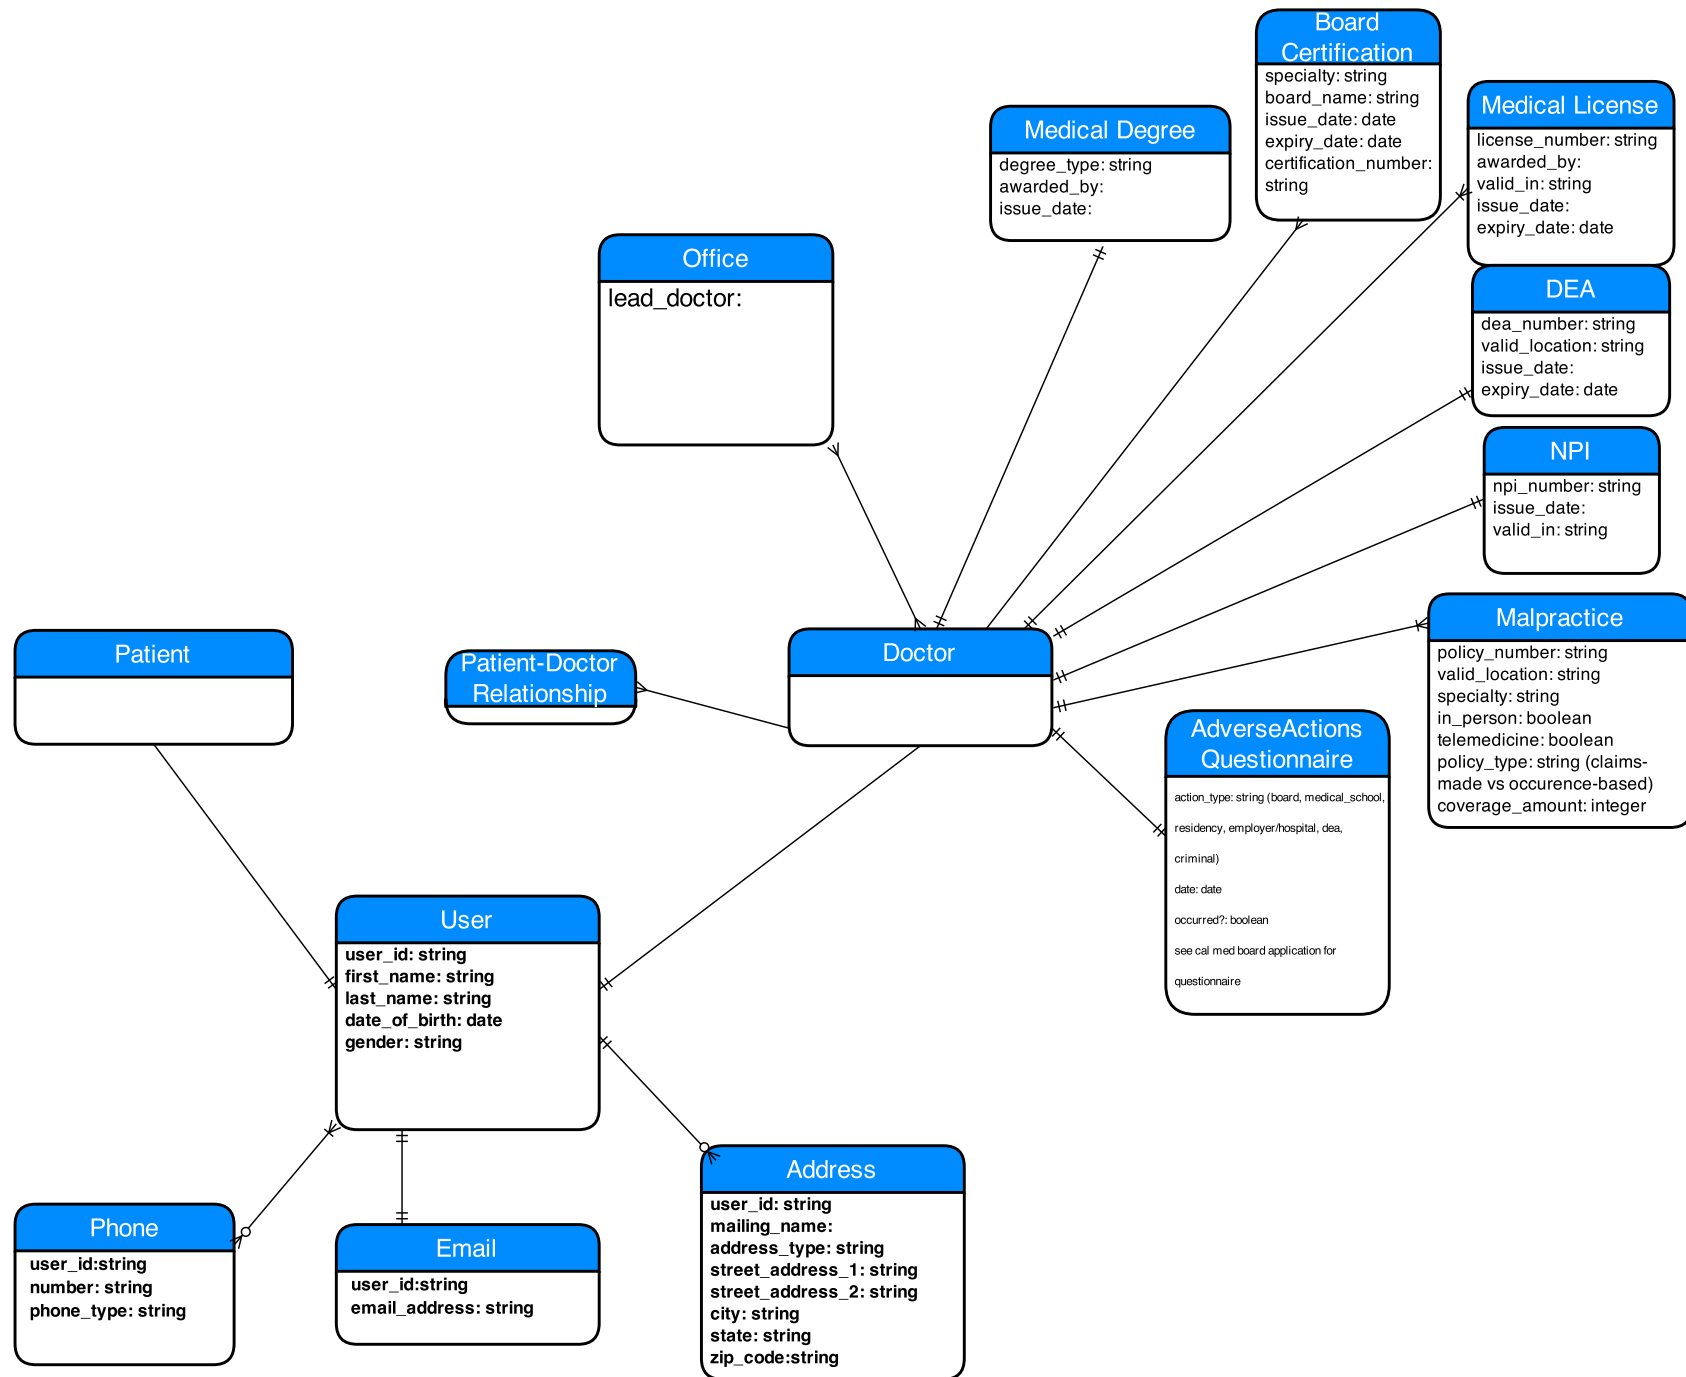 Board
Certification
specialty: string
board_name: string
issue_date: date
expiry_date: date
certification_number:
string
Medical License
license_number: string
awarded_by:
valid_in: string
issue_date:
expiry_date: date
Medical Degree
degree_type: string
awarded_by:
issue_date:
Office
lead_doctor:
DEA
dea_number: string
valid_location: string
issue_date:
expiry_date: date
NPI
npi_number: string
issue_date:
valid_in: string
Malpractice
policy_number: string
valid_location: string
specialty: string
in_person: boolean
telemedicine: boolean
policy_type: string (claims-
made vs occurence-based)
coverage_amount: integer
Patient
Patient-Doctor
Relationship
Doctor
AdverseActions
Questionnaire
action_type: string (board, medical_school,
residency, employer/hospital, dea,
criminal)
date: date
occurred?: boolean
see cal med board application for
questionnaire
User
user_id: string
first_name: string
last_name: string
date_of_birth: date
gender: string
Phone
user_id:string
number: string
phone_type: string
Email
user_id:string
email_address: string
Address
user_id: string
mailing_name:
address_type: string
street_address_1: string
street_address_2: string
city: string
state: string
zip_code:string